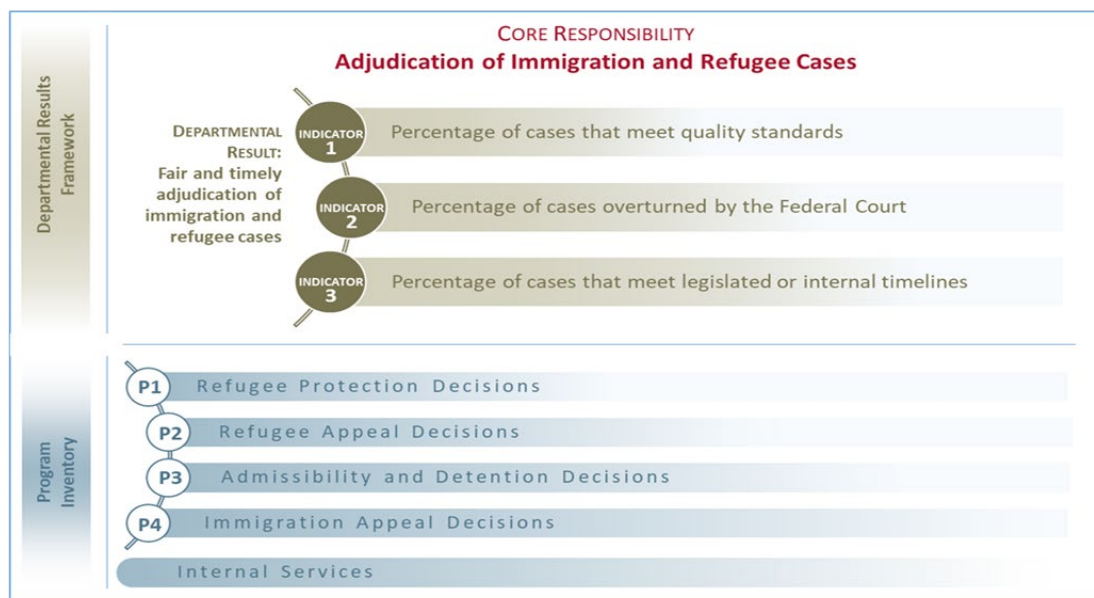 CORE RESPONSIBILITY
Adjudication of Immigration and Refugee Cases
Departmental Results
Framework
DEPARTMENTAL
RESULT:
Fair and timely
adjudication of
immigration and
refugee cases
INDICATOR
1
Percentage of cases that meet quality standards
INDICATOR
2
Percentage of cases overturned by the Federal Court
INDICATOR
3
Percentage of cases that meet legislated or internal timelines
Program
Inventory
P1 Refugee Protection Decisions
P2 Refugee Appeal Decisions
P3 Admissibility and Detention Decisions
P4 Immigration Appeal Decisions
Internal Services